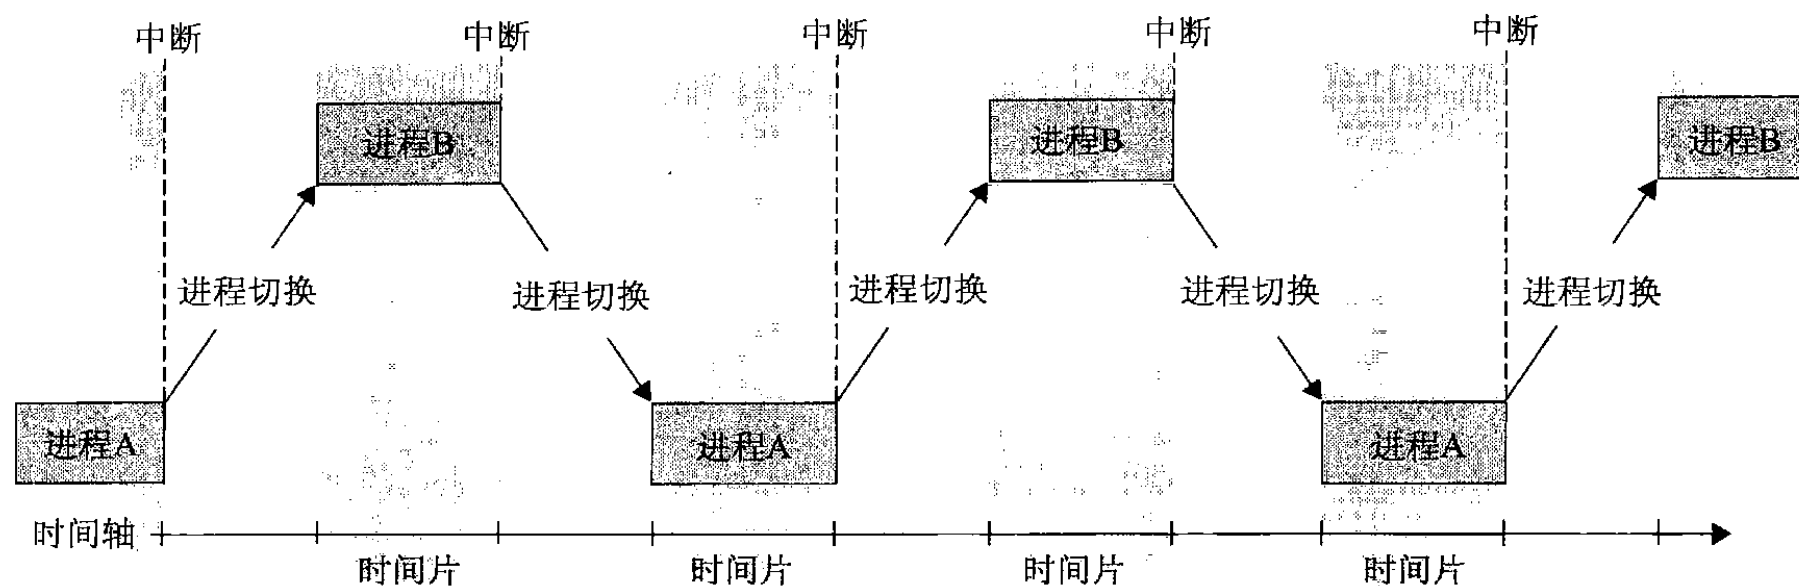 中断 中断 中断 中断 中断
进程B 进程B 进程B
进程切换 进程切换 进程切换 进程切换 进程切换
进程A 进程A 进程A
时间轴
时间片 时间片 时间片 时间片